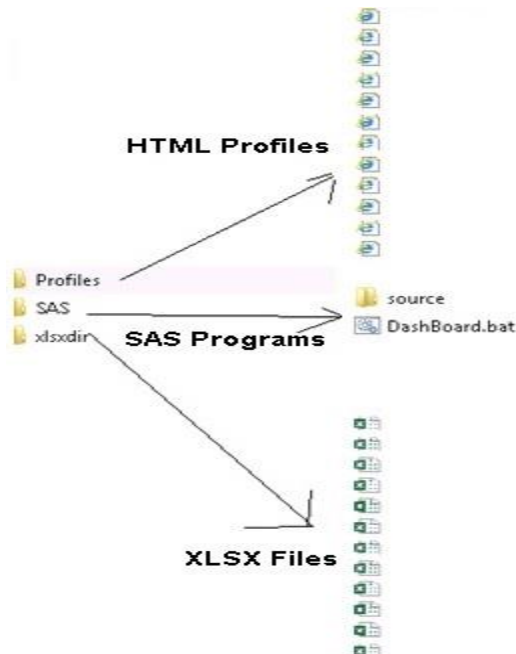 HTML Profiles
Profiles
SAS
xlsxdir
source
DashBoard.bat
SAS Programs
XLSX Files